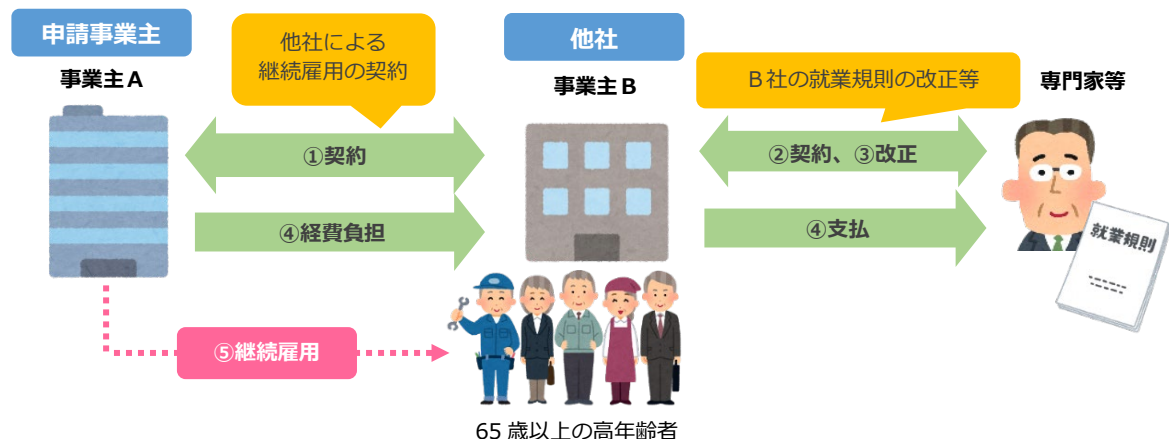 申請事業主
事業主A
他社による
継続雇用の契約
他社
事業主B
B社の就業規則の改正等
専門家等
①契約
②契約、③改正
④経費負担
④支払
就業規則
⑤継続雇用
65歳以上の高年齢者